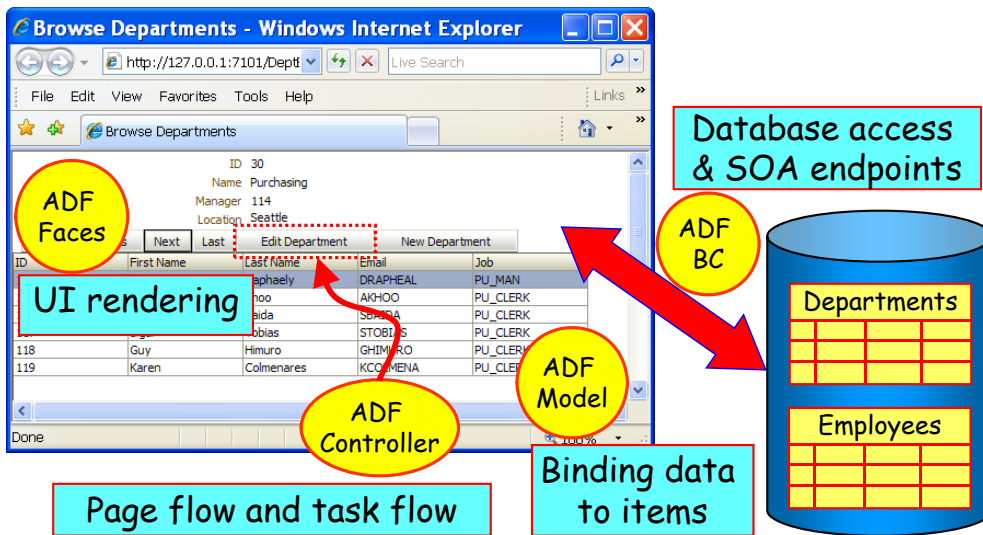 Browse Departments - Windows Internet Explorer
http://127.0.0.1:7101/Dept
Live Search
File Edit View Favorites Tools Help
Links
Browse Departments
ID 30
Name Purchasing
Manager 114
Location Seattle
Next Last Edit Department New Department
ID First Name Last Name Email Job
DRAPHEAL PU_MAN
AKHOO PU_CLERK
PU_CLERK
PU_CLERK
118 Guy Himuro PU_CLERK
119 Karen Colmenares
Done
ADF
Faces
UI rendering
ADF
Controller
Page flow and task flow
ADF
Model
Binding data
to items
ADF
BC
Database access
& SOA endpoints
Departments
Employees